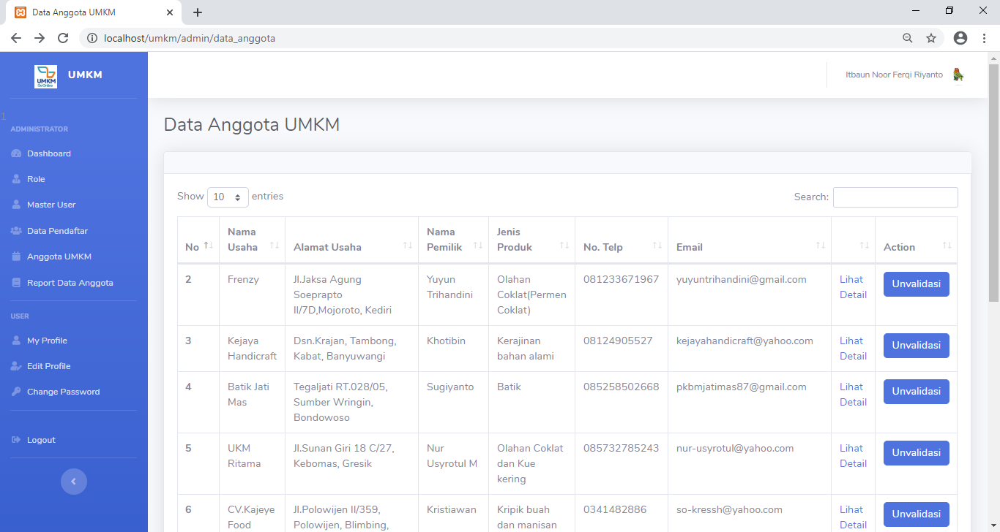 Data Anggota UMKM
localhost/umkm/admin/data_anggota
UMKM
Go Online
UMKM
Itbaun Noor Ferqi Riyanto
1
ADMINISTRATOR
Dashboard
Role
Master User
Data Pendaftar
Anggota UMKM
Report Data Anggota
USER
My Profile
Edit Profile
Change Password
Logout
Data Anggota UMKM
Show 10 entries
Search:
No
Nama
Usaha
Alamat Usaha
Nama
Pemilik
Jenis
Produk
No. Telp
Email
Action
2
Frenzy
Jl.Jaksa Agung
Soeprapto
II/7D,Mojoroto, Kediri
Yuyun
Trihandini
Olahan
Coklat(Permen
Coklat)
081233671967
yuyuntrihandini@gmail.com
Lihat
Detail
Unvalidasi
3
Kejaya
Handicraft
Dsn.Krajan, Tambong,
Kabat, Banyuwangi
Khotibin
Kerajinan
bahan alami
08124905527
kejayahandicraft@yahoo.com
Lihat
Detail
Unvalidasi
4
Batik Jati
Mas
Tegaljati RT.028/05,
Sumber Wringin,
Bondowoso
Sugiyanto
Batik
085258502668
pkbmjatimas87@gmail.com
Lihat
Detail
Unvalidasi
5
UKM
Ritama
Jl.Sunan Giri 18 C/27,
Kebomas, Gresik
Nur
Usyrotul M
Olahan Coklat
dan Kue
kering
085732785243
nur-usyrotul@yahoo.com
Lihat
Detail
Unvalidasi
6
CV.Kajeye
Food
Jl.Polowijen II/359,
Polowijen, Blimbing,
Kristiawan
Kripik buah
dan manisan
0341482886
so-kressh@yahoo.com
Lihat
Detail
Unvalidasi